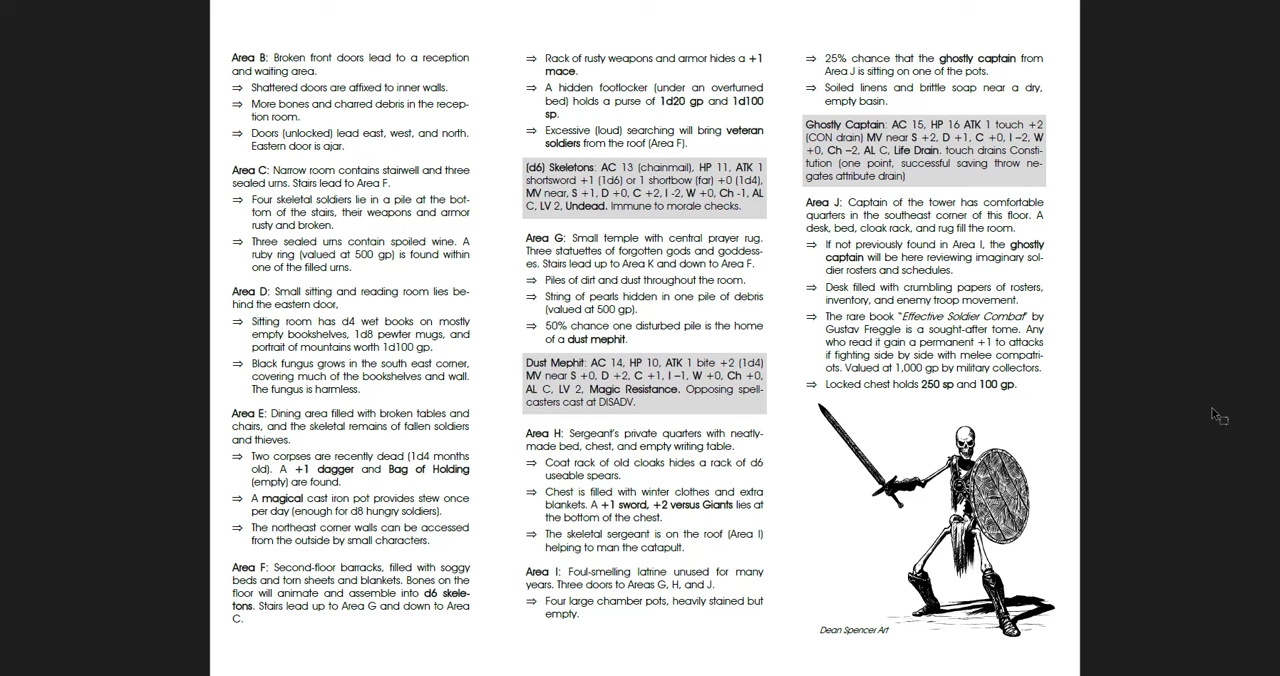 Area B: Broken front doors lead to a reception
and waiting area.
⇒ Shattered doors are affixed to inner walls.
⇒ More bones and charred debris in the recep-
tion room.
⇒ Doors (unlocked) lead east, west, and north.
Eastern door is ajar.
Area C: Narrow room contains stairwell and three
sealed urns. Stairs lead to Area F.
⇒ Four skeletal soldiers lie in a pile at the bot-
tom of the stairs, their weapons and armor
rusty and broken.
⇒ Three sealed urns contain spoiled wine. A
ruby ring (valued at 500 gp) is found within
one of the filled urns.
Area D: Small sitting and reading room lies be-
hind the eastern door,
⇒ Sitting room has d4 wet books on mostly
empty bookshelves, 1d8 pewter mugs, and
portrait of mountains worth 1d100 gp.
⇒ Black fungus grows in the south east corner,
covering much of the bookshelves and wall.
The fungus is harmless.
Area E: Dining area filled with broken tables and
chairs, and the skeletal remains of fallen soldiers
and thieves.
⇒ Two corpses are recently dead (1d4 months
old). A +1 dagger and Bag of Holding
(empty) are found.
⇒ A magical cast iron pot provides stew once
per day (enough for d8 hungry soldiers).
⇒ The northeast corner walls can be accessed
from the outside by small characters.
Area F: Second-floor barracks, filled with soggy
beds and torn sheets and blankets. Bones on the
floor will animate and assemble into d6 skele-
tons. Stairs lead up to Area G and down to Area
C.
⇒ Rack of rusty weapons and armor hides a +1
mace.
⇒ A hidden footlocker (under an overturned
bed) holds a purse of 1d20 gp and 1d100
sp.
⇒ Excessive (loud) searching will bring veteran
soldiers from the roof (Area F).
(d6) Skeletons: AC 13 (chainmail), HP 11, ATK 1
shortsword +1 (1d6) or 1 shortbow (far) +0 (1d4),
MV near, S +1, D +0, C +2, I -2, W +0, Ch -1, AL
C, LV 2, Undead. Immune to morale checks.
Area G: Small temple with central prayer rug.
Three statuettes of forgotten gods and goddess-
es. Stairs lead up to Area K and down to Area F.
⇒ Piles of dirt and dust throughout the room.
⇒ String of pearls hidden in one pile of debris
(valued at 500 gp).
⇒ 50% chance one disturbed pile is the home
of a dust mephit.
Dust Mephit: AC 14, HP 10, ATK 1 bite +2 (1d4)
MV near S +0, D +2, C +1, I –1, W +0, Ch +0,
AL C, LV 2, Magic Resistance. Opposing spell-
casters cast at DISADV.
Area H: Sergeant's private quarters with neatly-
made bed, chest, and empty writing table.
⇒ Coat rack of old cloaks hides a rack of d6
useable spears.
⇒ Chest is filled with winter clothes and extra
blankets. A +1 sword, +2 versus Giants lies at
the bottom of the chest.
⇒ The skeletal sergeant is on the roof (Area I)
helping to man the catapult.
Area I: Foul-smelling latrine unused for many
years. Three doors to Areas G, H, and J.
⇒ Four large chamber pots, heavily stained but
empty.
⇒ 25% chance that the ghostly captain from
Area J is sitting on one of the pots.
⇒ Soiled linens and brittle soap near a dry,
empty basin.
Ghostly Captain: AC 15, HP 16 ATK 1 touch +2
(CON drain) MV near S +2, D +1, C +0, I –2, W
+0, Ch –2, AL C, Life Drain. touch drains Consti-
tution (one point, successful saving throw ne-
gates attribute drain)
Area J: Captain of the tower has comfortable
quarters in the southeast corner of this floor. A
desk, bed, cloak rack, and rug fill the room.
⇒ If not previously found in Area I, the ghostly
captain will be here reviewing imaginary sol-
dier rosters and schedules.
⇒ Desk filled with crumbling papers of rosters,
inventory, and enemy troop movement.
⇒ The rare book "Effective Soldier Combat" by
Gustav Freggle is a sought-after tome. Any
who read it gain a permanent +1 to attacks
if fighting side by side with melee compatri-
ots. Valued at 1,000 gp by military collectors.
⇒ Locked chest holds 250 sp and 100 gp.
Dean Spencer Art